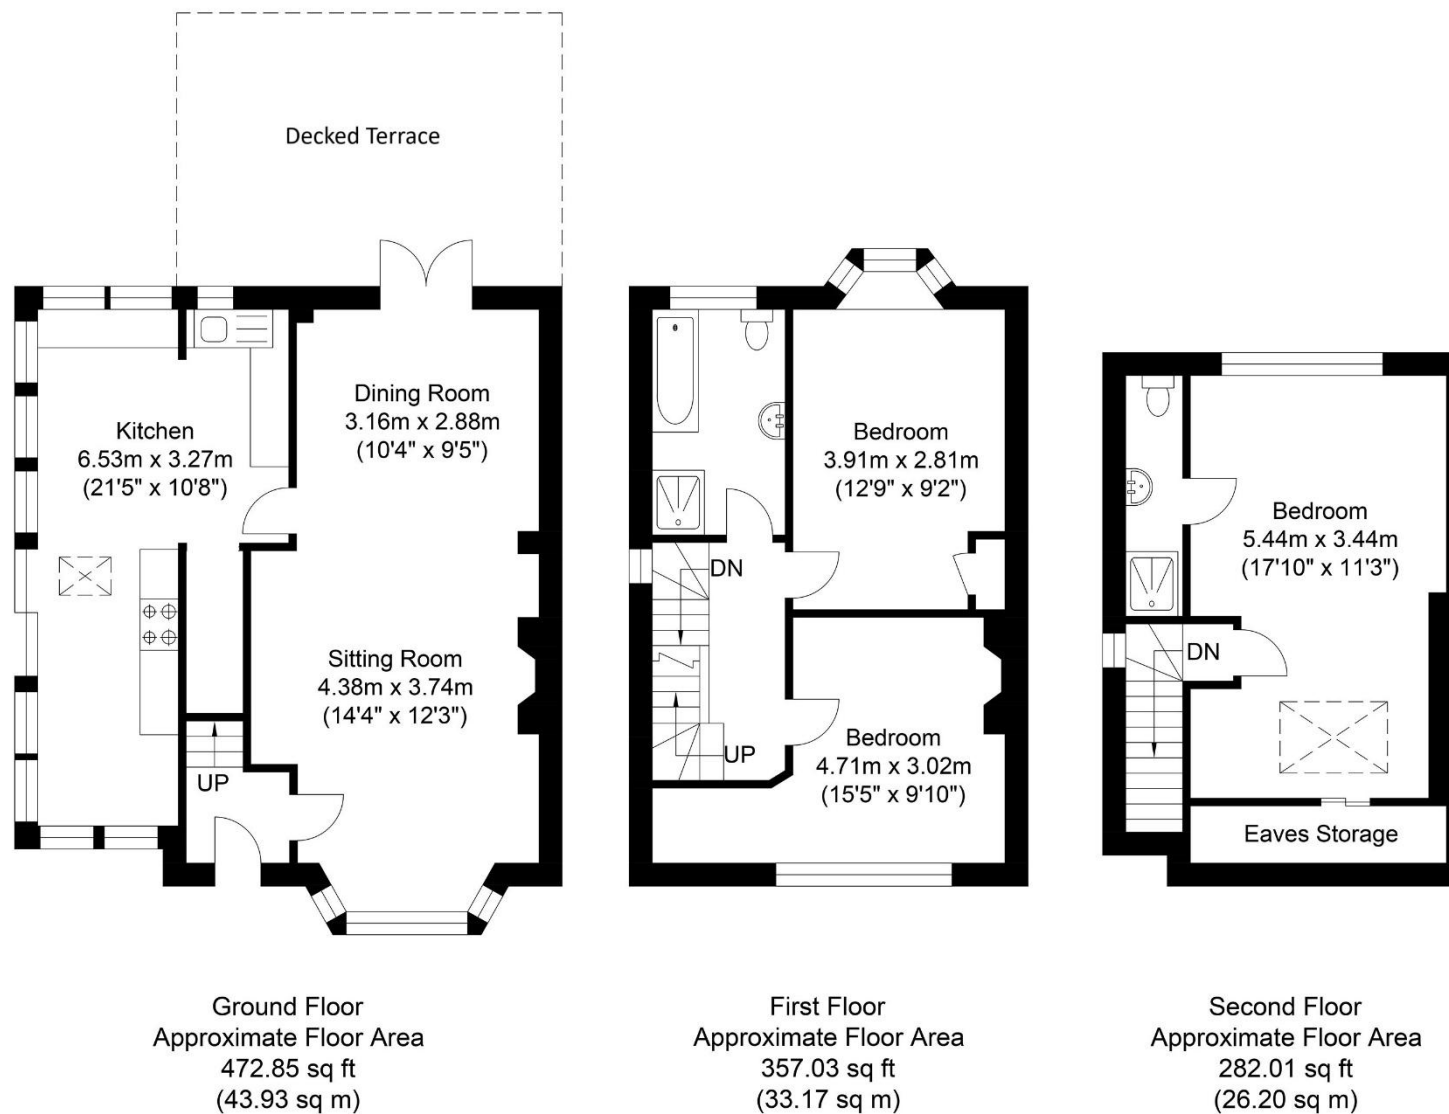 Decked Terrace
Dining Room
3.16m x 2.88m
(10'4" x 9'5")
Kitchen
6.53m x 3.27m
(21'5" x 10'8")
Sitting Room
4.38m x 3.74m
(14'4" x 12'3")
UP
Ground Floor
Approximate Floor Area
472.85 sq ft
(43.93 sq m)
Bedroom
3.91m x 2.81m
(12'9" x 9'2")
DN
UP
Bedroom
4.71m x 3.02m
(15'5" x 9'10")
First Floor
Approximate Floor Area
357.03 sq ft
(33.17 sq m)
Bedroom
5.44m x 3.44m
(17'10" x 11'3")
DN
Eaves Storage
Second Floor
Approximate Floor Area
282.01 sq ft
(26.20 sq m)